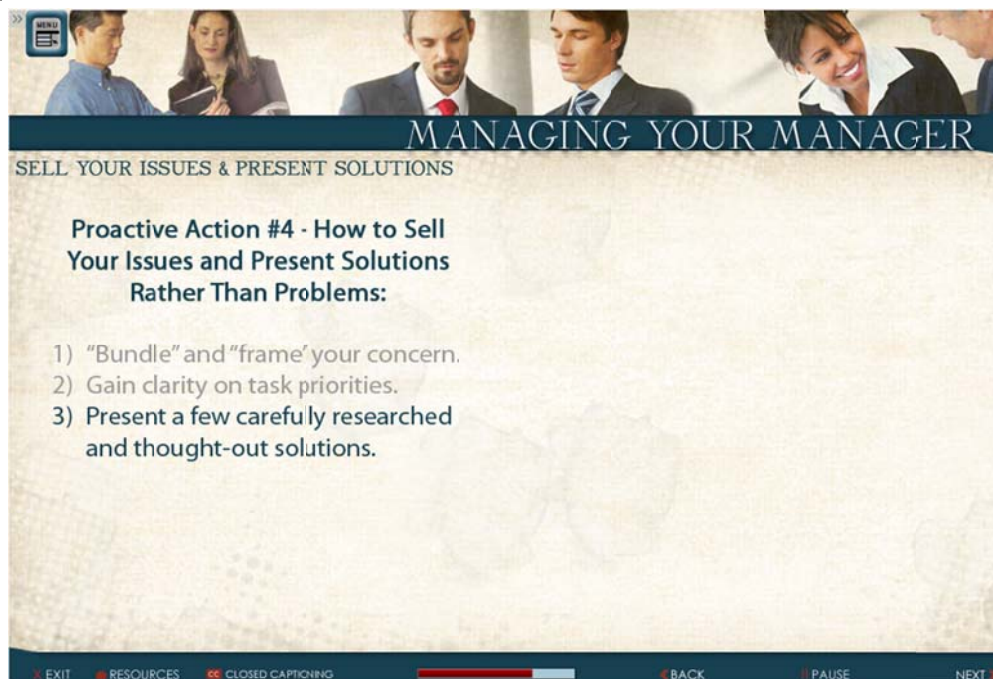 MENU
MANAGING YOUR MANAGER
SELL YOUR ISSUES & PRESENT SOLUTIONS
Proactive Action #4 - How to Sell
Your Issues and Present Solutions
Rather Than Problems:
1) "Bundle" and "frame" your concern.
2) Gain clarity on task priorities.
3) Present a few carefully researched
and thought-out solutions.
X EXIT RESOURCES CC CLOSED CAPTIONING BACK PAUSE NEXT